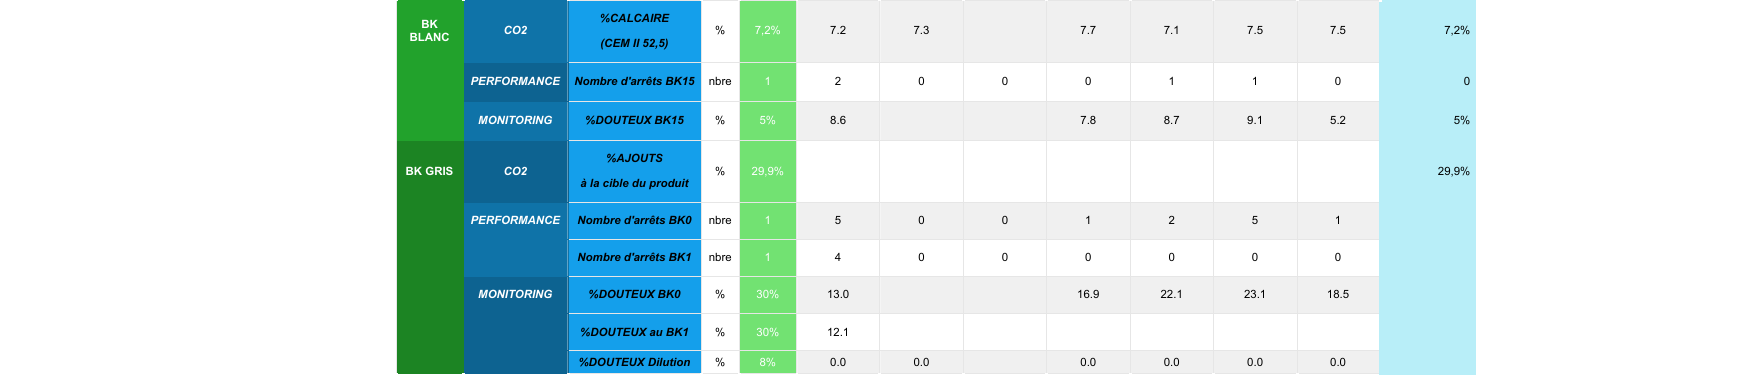 BK BLANC CO2 %CALCAIRE (CEM II 52,5) % 7,2% 7.2 7.3 7.7 7.1 7.5 7.5 7,2%
PERFORMANCE Nombre d'arrêts BK15 nbre 1 2 0 0 0 1 1 0 0
MONITORING %DOUTEUX BK15 % 5% 8.6 7.8 8.7 9.1 5.2 5%
BK GRIS CO2 %AJOUTS à la cible du produit % 29,9% 29,9%
PERFORMANCE Nombre d'arrêts BK0 nbre 1 5 0 0 1 2 5 1
Nombre d'arrêts BK1 nbre 1 4 0 0 0 0 0 0
MONITORING %DOUTEUX BK0 % 30% 13.0 16.9 22.1 23.1 18.5
%DOUTEUX au BK1 % 30% 12.1
%DOUTEUX Dilution % 8% 0.0 0.0 0.0 0.0 0.0 0.0